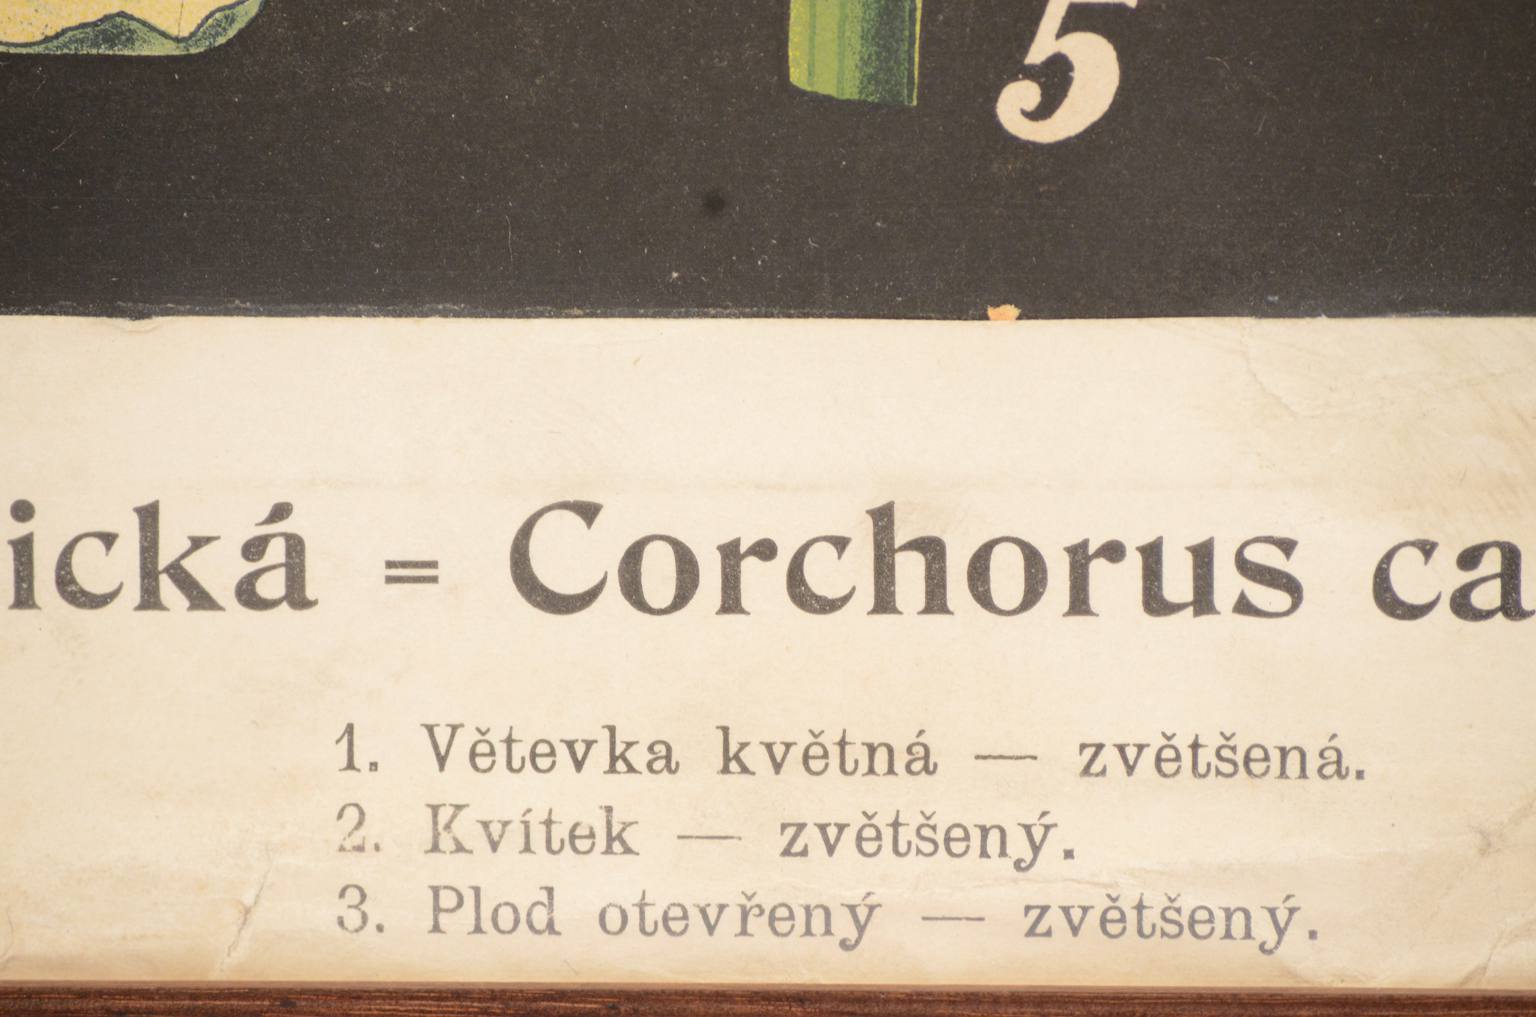 5
ická = Corchorus ca
1. Větevka květná — zvětšená.
2. Kvítek — zvětšený.
3. Plod otevřený — zvětšený.